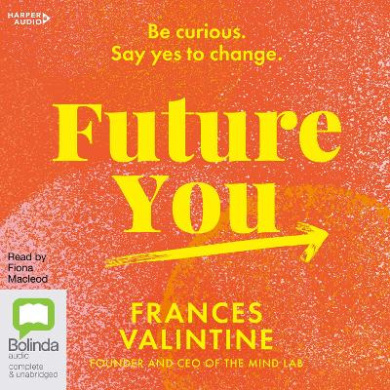 HARPER
AUDIO
Be curious.
Say yes to change.
Future
You
Read by
Fiona
Macleod
FRANCES
VALINTINE
FOUNDER AND CEO OF THE MIND LAB
Bolinda
audio
complete
& unabridged